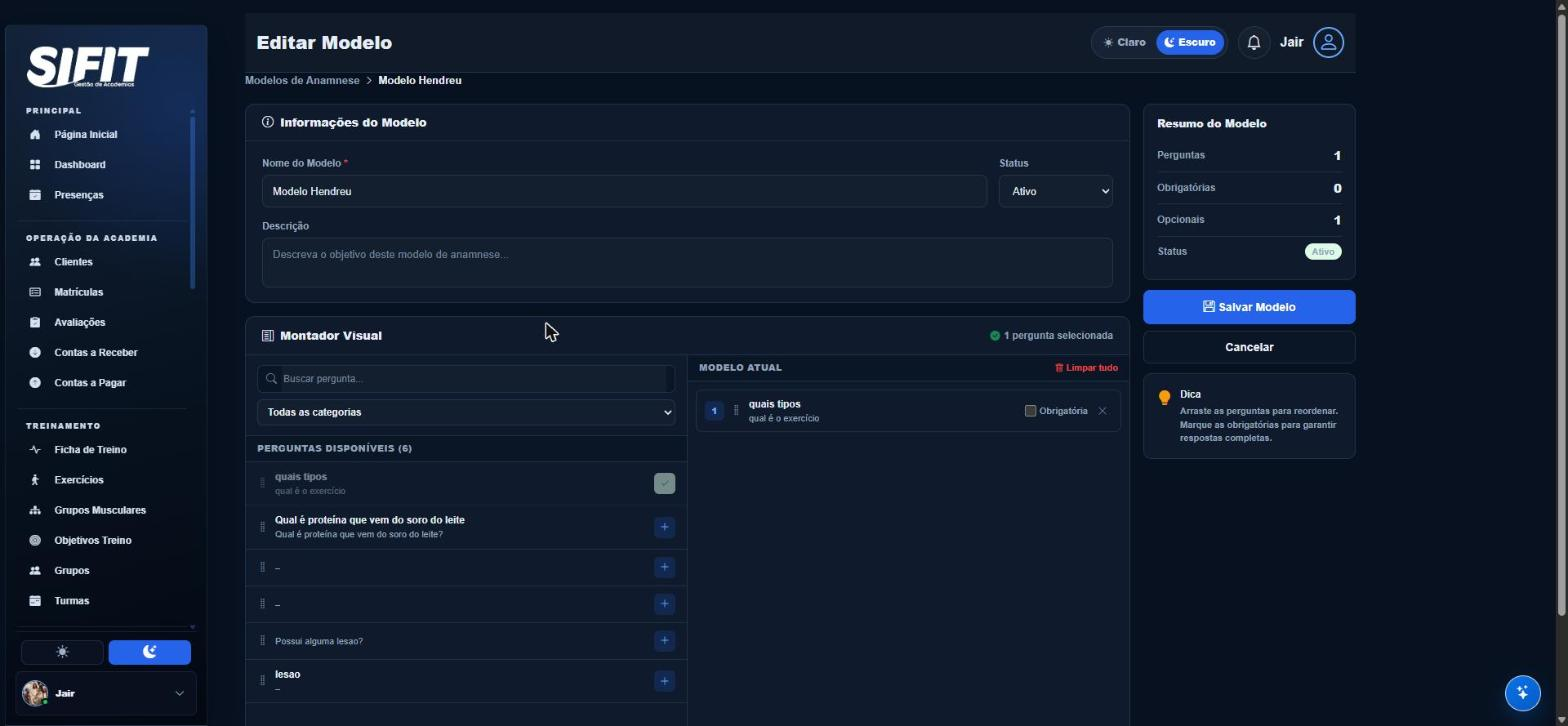 SIFIT
Gestão de Academias
PRINCIPAL
Página Inicial
Dashboard
Presenças
OPERAÇÃO DA ACADEMIA
Clientes
Matrículas
Avaliações
Contas a Receber
Contas a Pagar
TREINAMENTO
Ficha de Treino
Exercícios
Grupos Musculares
Objetivos Treino
Grupos
Turmas
Jair
Editar Modelo
Claro
Escuro
Jair
Modelos de Anamnese > Modelo Hendreu
Informações do Modelo
Nome do Modelo *
Modelo Hendreu
Status
Ativo
Descrição
Descreva o objetivo deste modelo de anamnese...
Montador Visual
1 pergunta selecionada
Buscar pergunta...
Todas as categorias
PERGUNTAS DISPONÍVEIS (6)
quais tipos
qual é o exercício
Qual é proteína que vem do soro do leite
Qual é proteína que vem do soro do leite?
–
–
Possui alguma lesao?
lesao
–
MODELO ATUAL
Limpar tudo
1
quais tipos
qual é o exercício
Obrigatória
Resumo do Modelo
Perguntas 1
Obrigatórias 0
Opcionais 1
Status Ativo
Salvar Modelo
Cancelar
Dica
Arraste as perguntas para reordenar.
Marque as obrigatórias para garantir
respostas completas.